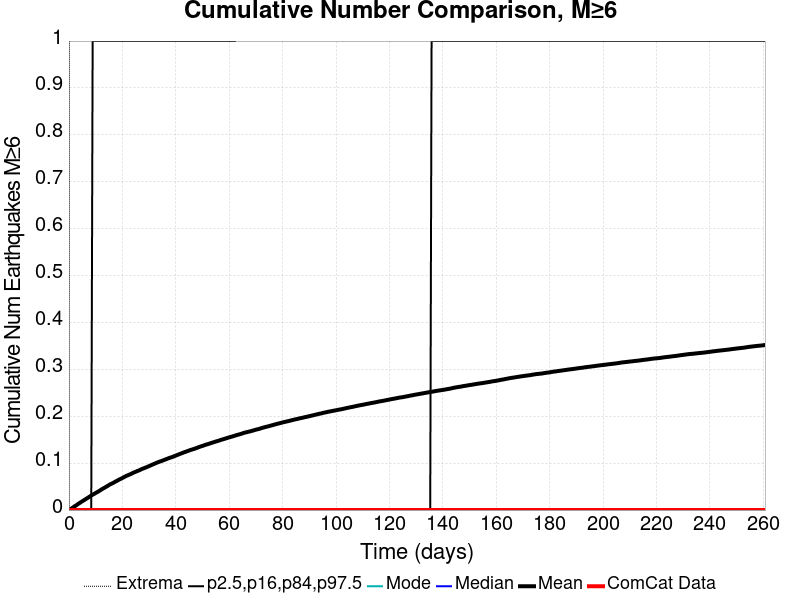 Cumulative Number Comparison, M≥6
Cumulative Num Earthquakes M≥6
1
0.9
0.8
0.7
0.6
0.5
0.4
0.3
0.2
0.1
0
0 20 40 60 80 100 120 140 160 180 200 220 240 260
Time (days)
Extrema p2.5,p16,p84,p97.5 Mode Median Mean ComCat Data